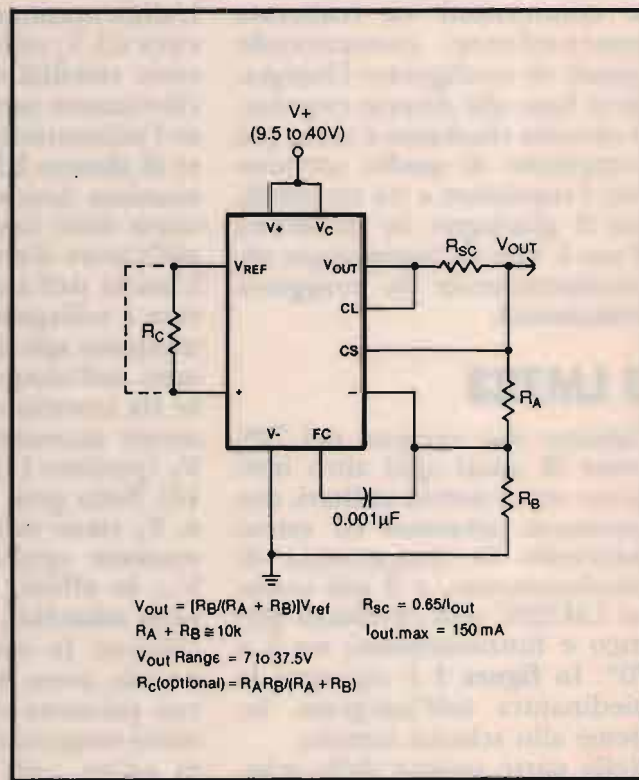 V+
(9.5 to 40V)
V+ VC
VREF
VOUT
RSC
VOUT
CL
RC
CS
+
−
RA
V- FC
RB
0.001µF
Vout = [RB/(RA + RB)]Vref
RSC = 0.65/Iout
RA + RB ≅ 10k
Iout.max = 150 mA
Vout Range = 7 to 37.5V
RC(optional) = RARB/(RA + RB)